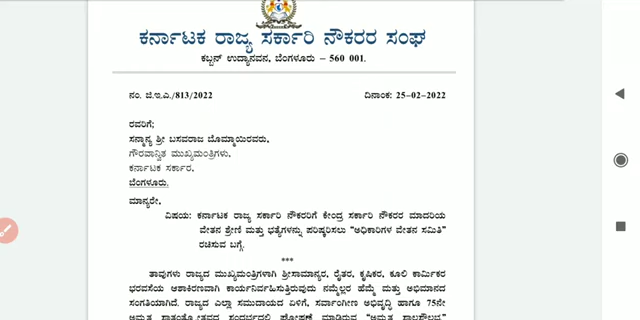 ಕರ್ನಾಟಕ ರಾಜ್ಯ ಸರ್ಕಾರಿ ನೌಕರರ ಸಂಘ
ಕಬ್ಬನ್ ಉದ್ಯಾನವನ, ಬೆಂಗಳೂರು – 560 001.
ನಂ. ಜಿ.ಇ.ಎ./813/2022 ದಿನಾಂಕ: 25-02-2022
ರವರಿಗೆ;
ಸನ್ಮಾನ್ಯ ಶ್ರೀ ಬಸವರಾಜ ಬೊಮ್ಮಾಯಿರವರು,
ಗೌರವಾನ್ವಿತ ಮುಖ್ಯಮಂತ್ರಿಗಳು,
ಕರ್ನಾಟಕ ಸರ್ಕಾರ,
ಬೆಂಗಳೂರು.
ಮಾನ್ಯರೇ,
ವಿಷಯ: ಕರ್ನಾಟಕ ರಾಜ್ಯ ಸರ್ಕಾರಿ ನೌಕರರಿಗೆ ಕೇಂದ್ರ ಸರ್ಕಾರಿ ನೌಕರರ ಮಾದರಿಯ
ವೇತನ ಶ್ರೇಣಿ ಮತ್ತು ಭತ್ಯೆಗಳನ್ನು ಪರಿಷ್ಕರಿಸಲು "ಅಧಿಕಾರಿಗಳ ವೇತನ ಸಮಿತಿ"
ರಚಿಸುವ ಬಗ್ಗೆ.
***
ತಾವುಗಳು ರಾಜ್ಯದ ಮುಖ್ಯಮಂತ್ರಿಗಳಾಗಿ ಶ್ರೀಸಾಮಾನ್ಯರ, ರೈತರ, ಕೃಷಿಕರ, ಕೂಲಿ ಕಾರ್ಮಿಕರ
ಭರವಸೆಯ ಆಶಾಕಿರಣವಾಗಿ ಕಾರ್ಯನಿರ್ವಹಿಸುತ್ತಿರುವುದು ನಮ್ಮೆಲ್ಲರ ಹೆಮ್ಮೆ ಮತ್ತು ಅಭಿಮಾನದ
ಸಂಗತಿಯಾಗಿದೆ. ರಾಜ್ಯದ ಎಲ್ಲಾ ಸಮುದಾಯದ ಏಳಿಗೆ, ಸರ್ವಾಂಗೀಣ ಅಭಿವೃದ್ಧಿ ಹಾಗೂ 75ನೇ